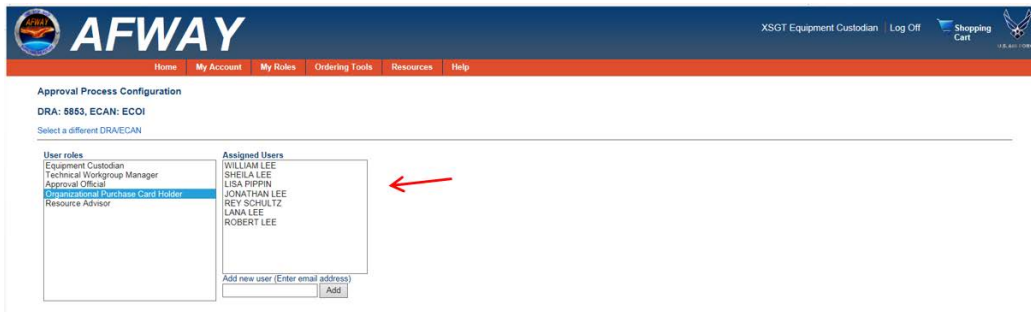 AFWAY
AFWAY
XSGT Equipment Custodian | Log Off
Shopping
Cart
Home My Account My Roles Ordering Tools Resources Help
Approval Process Configuration
DRA: 5853, ECAN: ECOI
Select a different DRA/ECAN
User roles
Equipment Custodian
Technical Workgroup Manager
Approval Official
Organizational Purchase Card Holder
Resource Advisor
Assigned Users
WILLIAM LEE
SHEILA LEE
LISA PIPPIN
JONATHAN LEE
REY SCHULTZ
LANA LEE
ROBERT LEE
Add new user (Enter email address)
Add